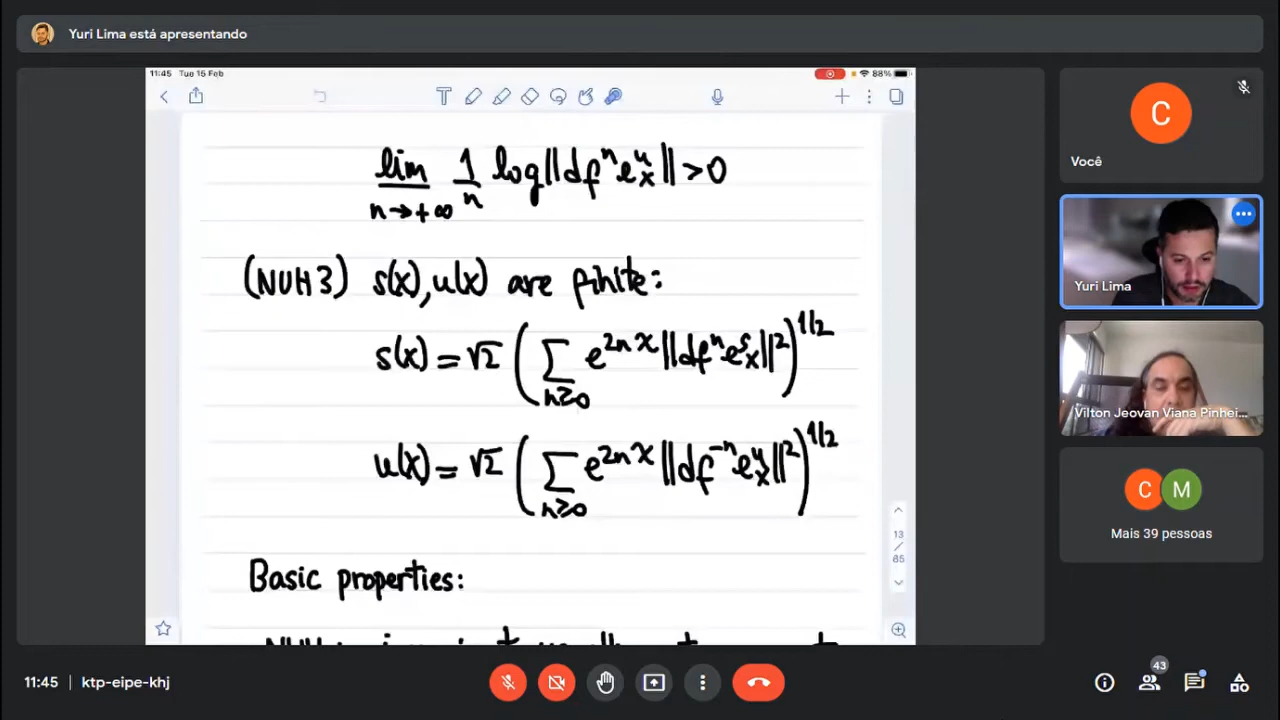 Yuri Lima está apresentando
11:45 Tue 15 Feb
88%
T
lim 1/n log||df^n e^u_x|| > 0
n→+∞
(NUH3) s(x), u(x) are finite:
s(x) = √2 ( ∑ e^{2nχ} ||df^n e^s_x||^2 )^{1/2}
n≥0
u(x) = √2 ( ∑ e^{2nχ} ||df^{-n} e^u_x||^2 )^{1/2}
n≥0
Basic properties:
13
/
65
C
Você
Yuri Lima
Vilton Jeovan Viana Pinhei...
C M
Mais 39 pessoas
11:45 | ktp-eipe-khj
43